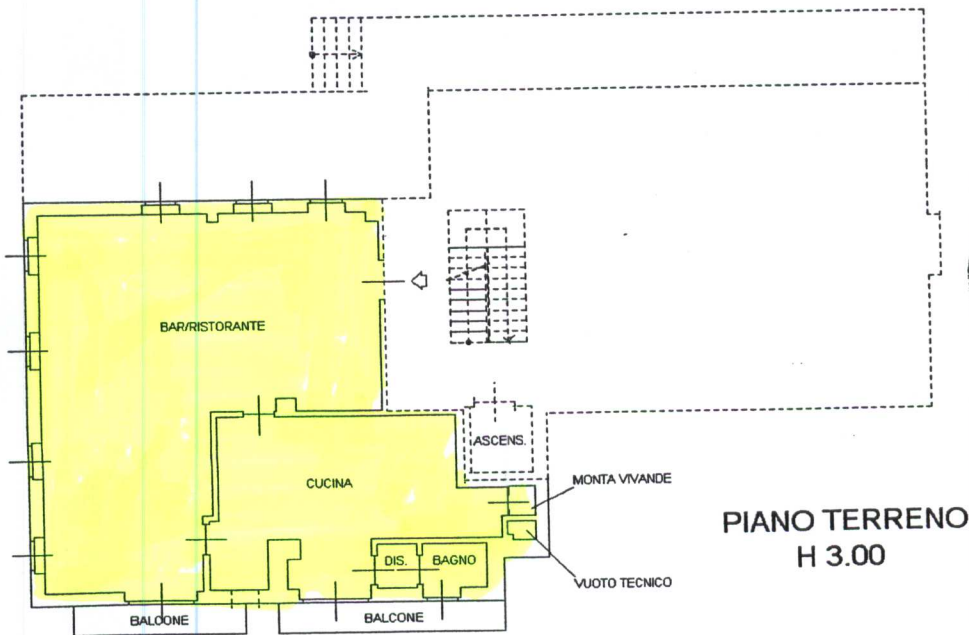 BAR/RISTORANTE
ASCENS.
CUCINA
MONTA VIVANDE
PIANO TERRENO
H 3.00
DIS.
BAGNO
VUOTO TECNICO
BALCONE
BALCONE